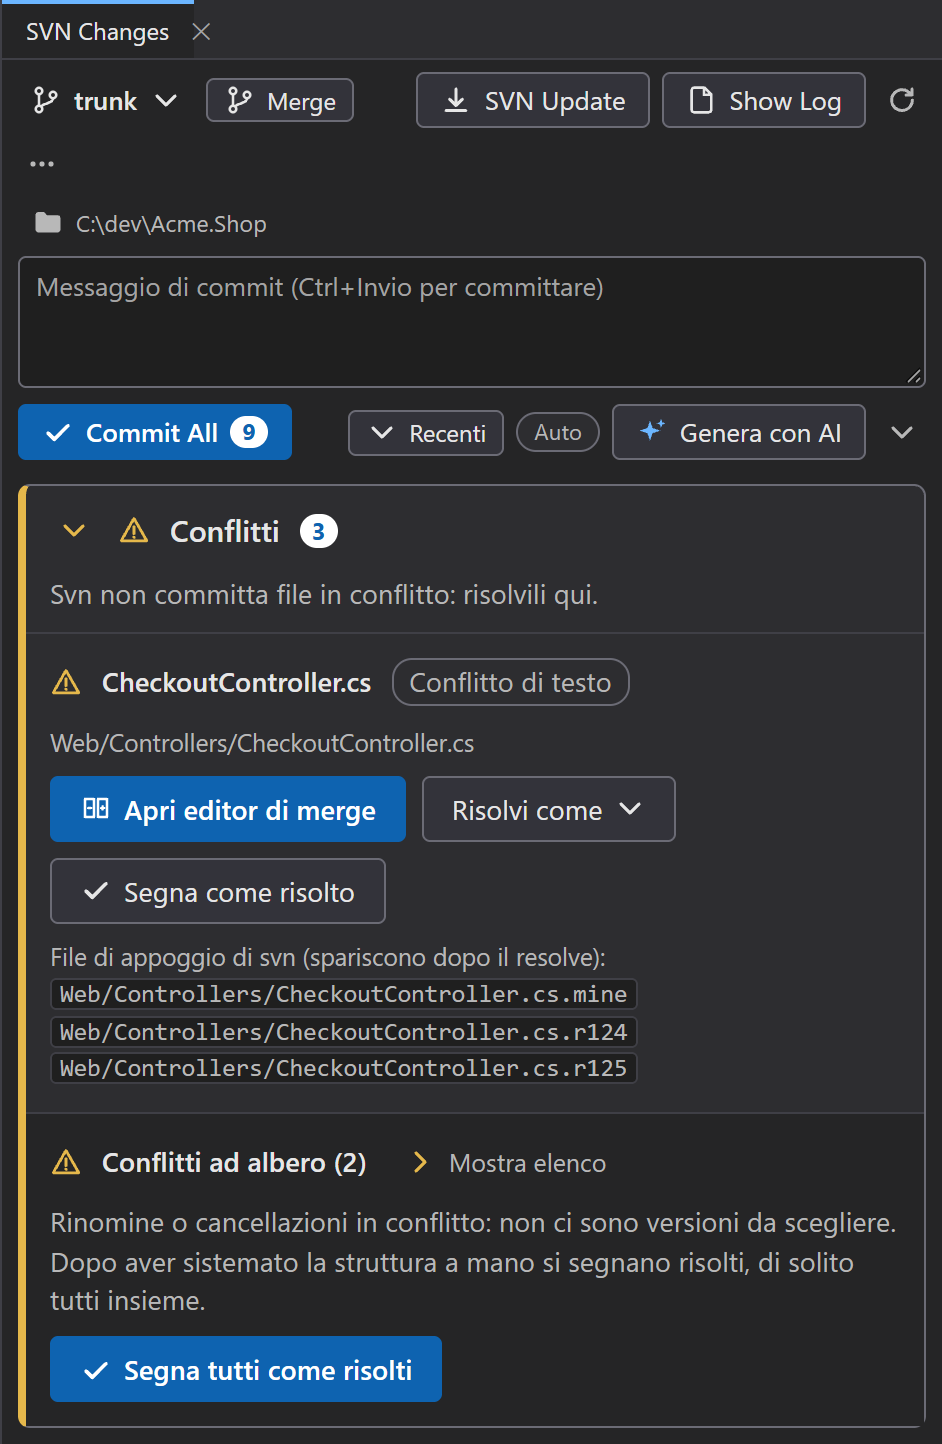 SVN Changes
trunk
Merge
SVN Update
Show Log
...
C:\dev\Acme.Shop
Messaggio di commit (Ctrl+Invio per committare)
Commit All 9
Recenti
Auto
Genera con AI
Conflitti 3
Svn non committa file in conflitto: risolvili qui.
CheckoutController.cs
Conflitto di testo
Web/Controllers/CheckoutController.cs
Apri editor di merge
Risolvi come
Segna come risolto
File di appoggio di svn (spariscono dopo il resolve):
Web/Controllers/CheckoutController.cs.mine
Web/Controllers/CheckoutController.cs.r124
Web/Controllers/CheckoutController.cs.r125
Conflitti ad albero (2)
Mostra elenco
Rinomine o cancellazioni in conflitto: non ci sono versioni da scegliere.
Dopo aver sistemato la struttura a mano si segnano risolti, di solito
tutti insieme.
Segna tutti come risolti